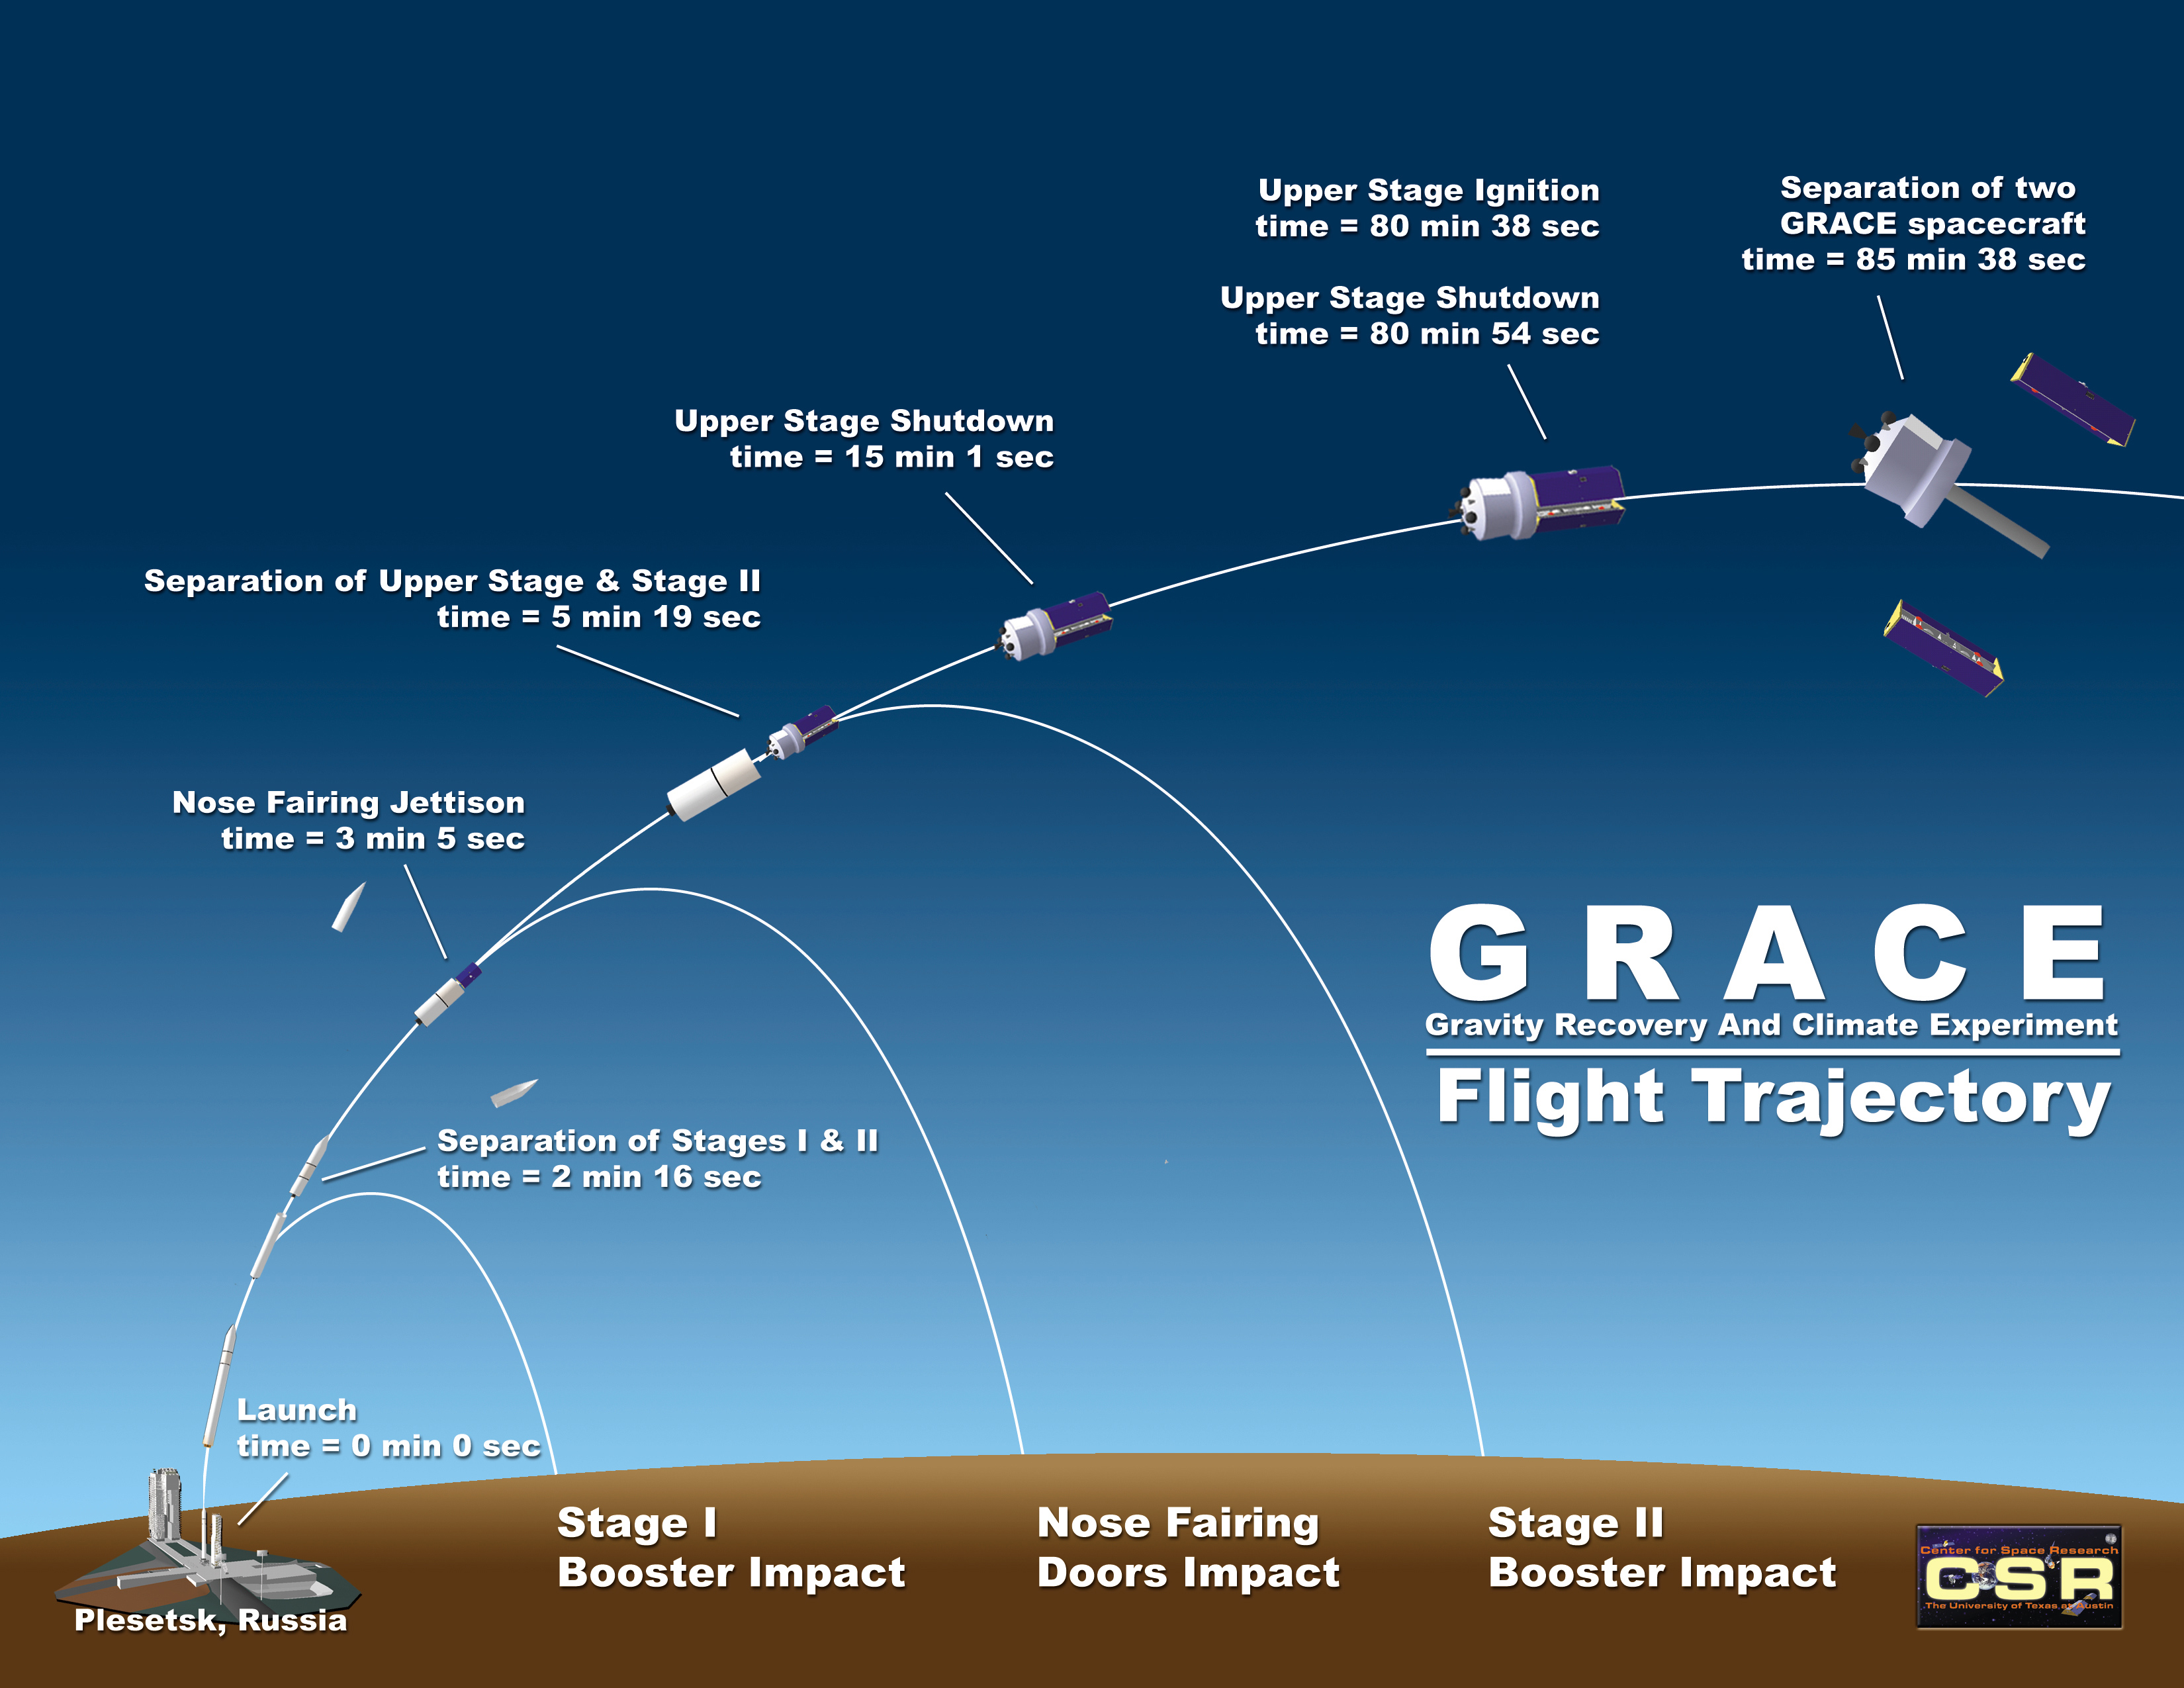 Upper Stage Ignition
time = 80 min 38 sec
Upper Stage Shutdown
time = 80 min 54 sec
Separation of two
GRACE spacecraft
time = 85 min 38 sec
Upper Stage Shutdown
time = 15 min 1 sec
Separation of Upper Stage & Stage II
time = 5 min 19 sec
Nose Fairing Jettison
time = 3 min 5 sec
GRACE
Gravity Recovery And Climate Experiment
Flight Trajectory
Separation of Stages I & II
time = 2 min 16 sec
Launch
time = 0 min 0 sec
Plesetsk, Russia
Stage I
Booster Impact
Nose Fairing
Doors Impact
Stage II
Booster Impact
Center for Space Research
CSR
The University of Texas at Austin